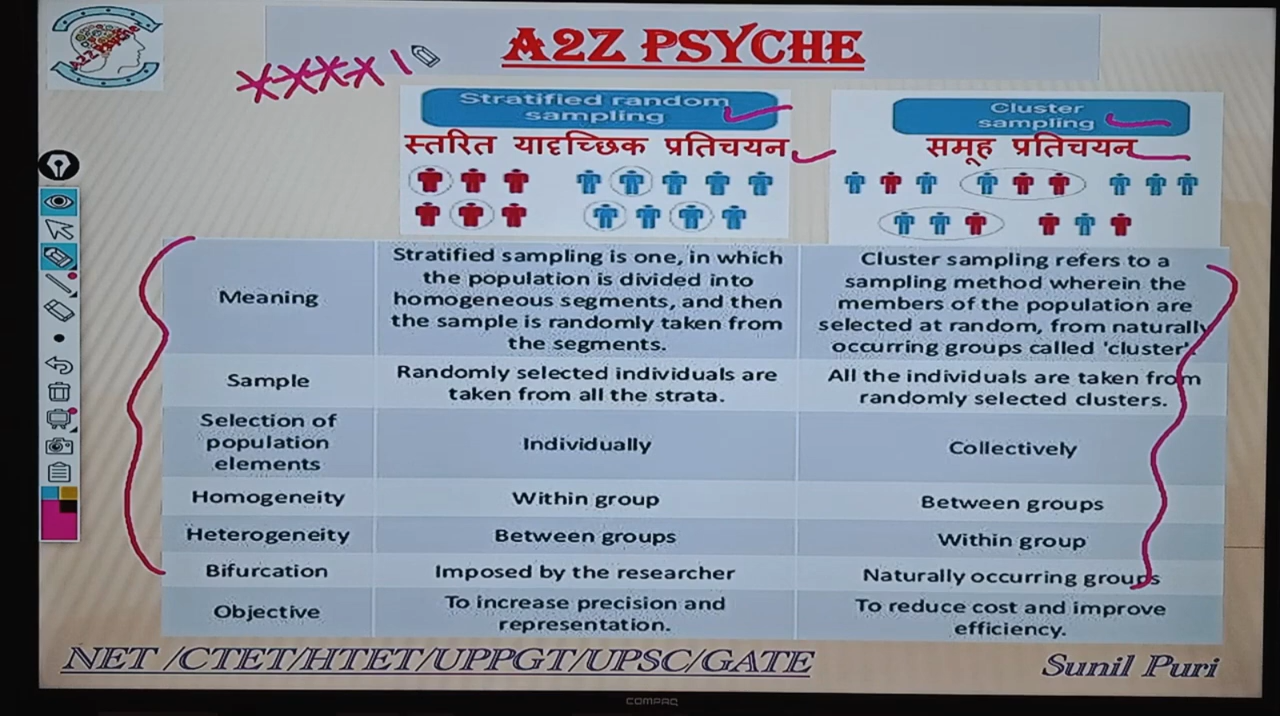 A2Z PSYCHE
A2Z PSYCHE
Stratified random
sampling
स्तरित यादृच्छिक प्रतिचयन
Cluster
sampling
समूह प्रतिचयन
Meaning
Stratified sampling is one, in which
the population is divided into
homogeneous segments, and then
the sample is randomly taken from
the segments.
Cluster sampling refers to a
sampling method wherein the
members of the population are
selected at random, from naturally
occurring groups called 'cluster'.
Sample
Randomly selected individuals are
taken from all the strata.
All the individuals are taken from
randomly selected clusters.
Selection of
population
elements
Individually
Collectively
Homogeneity
Within group
Between groups
Heterogeneity
Between groups
Within group
Bifurcation
Imposed by the researcher
Naturally occurring groups
Objective
To increase precision and
representation.
To reduce cost and improve
efficiency.
NET /CTET/HTET/UPPGT/UPSC/GATE
Sunil Puri
COMPAQ